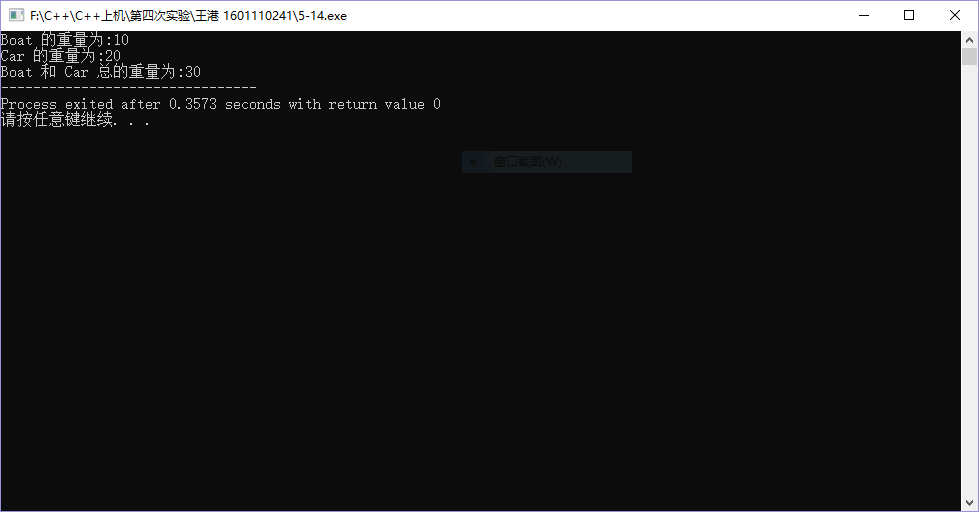 F:\C++\C++上机\第四次实验\王港 1601110241\5-14.exe
Boat 的重量为:10
Car 的重量为:20
Boat 和 Car 总的重量为:30
--------------------------------
Process exited after 0.3573 seconds with return value 0
请按任意键继续. . .
窗口截图(W)